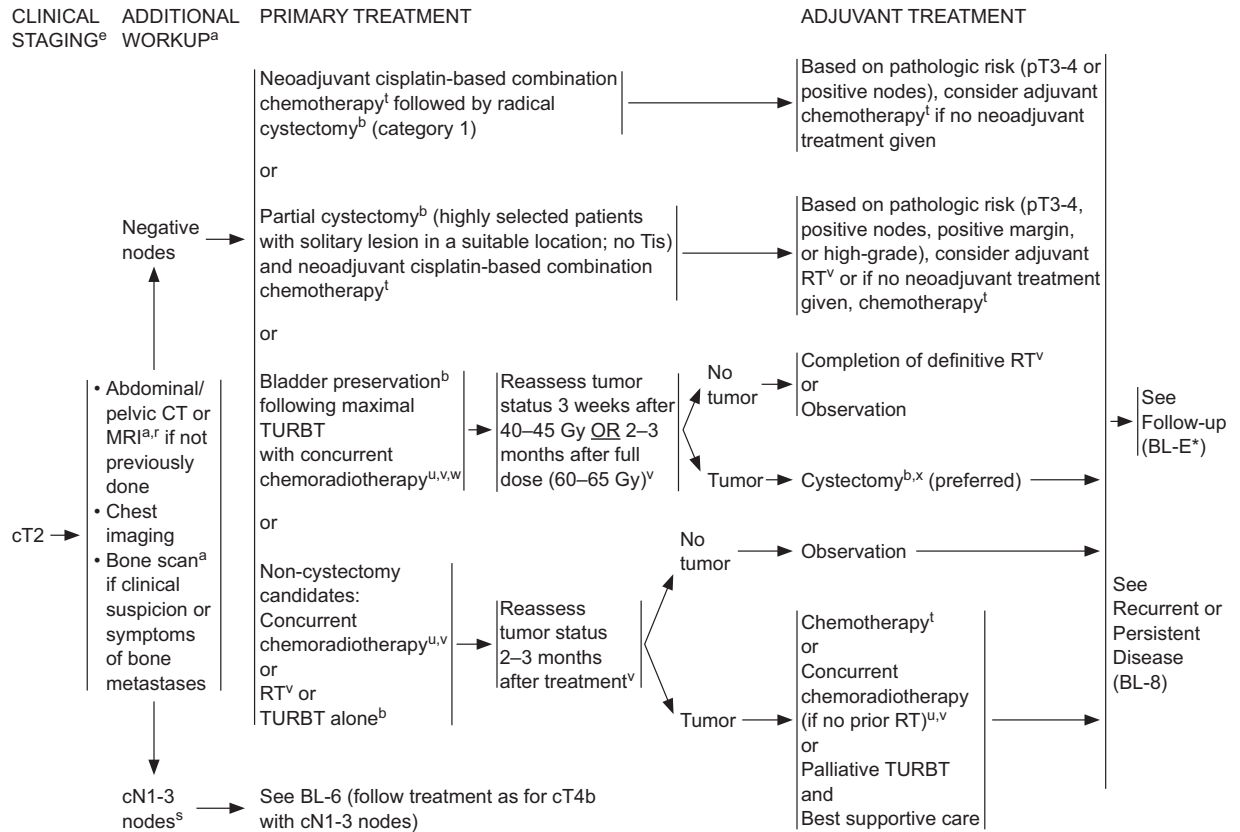 CLINICAL
STAGINGe
ADDITIONAL
WORKUPa
PRIMARY TREATMENT
ADJUVANT TREATMENT
cT2
• Abdominal/
pelvic CT or
MRIa,r if not
previously
done
• Chest
imaging
• Bone scana
if clinical
suspicion or
symptoms
of bone
metastases
Negative
nodes
Neoadjuvant cisplatin-based combination
chemotherapyt followed by radical
cystectomyb (category 1)
Based on pathologic risk (pT3-4 or
positive nodes), consider adjuvant
chemotherapyt if no neoadjuvant
treatment given
or
Partial cystectomyb (highly selected patients
with solitary lesion in a suitable location; no Tis)
and neoadjuvant cisplatin-based combination
chemotherapyt
Based on pathologic risk (pT3-4,
positive nodes, positive margin,
or high-grade), consider adjuvant
RTv or if no neoadjuvant treatment
given, chemotherapyt
or
Bladder preservationb
following maximal
TURBT
with concurrent
chemoradiotherapyu,v,w
Reassess tumor
status 3 weeks after
40–45 Gy OR 2–3
months after full
dose (60–65 Gy)v
No
tumor
Completion of definitive RTv
or
Observation
Tumor
Cystectomyb,x (preferred)
or
Non-cystectomy
candidates:
Concurrent
chemoradiotherapyu,v
or
RTv or
TURBT aloneb
Reassess
tumor status
2–3 months
after treatmentv
No
tumor
Observation
Tumor
Chemotherapyt
or
Concurrent
chemoradiotherapy
(if no prior RT)u,v
or
Palliative TURBT
and
Best supportive care
See
Follow-up
(BL-E*)
See
Recurrent or
Persistent
Disease
(BL-8)
cN1-3
nodess
See BL-6 (follow treatment as for cT4b
with cN1-3 nodes)